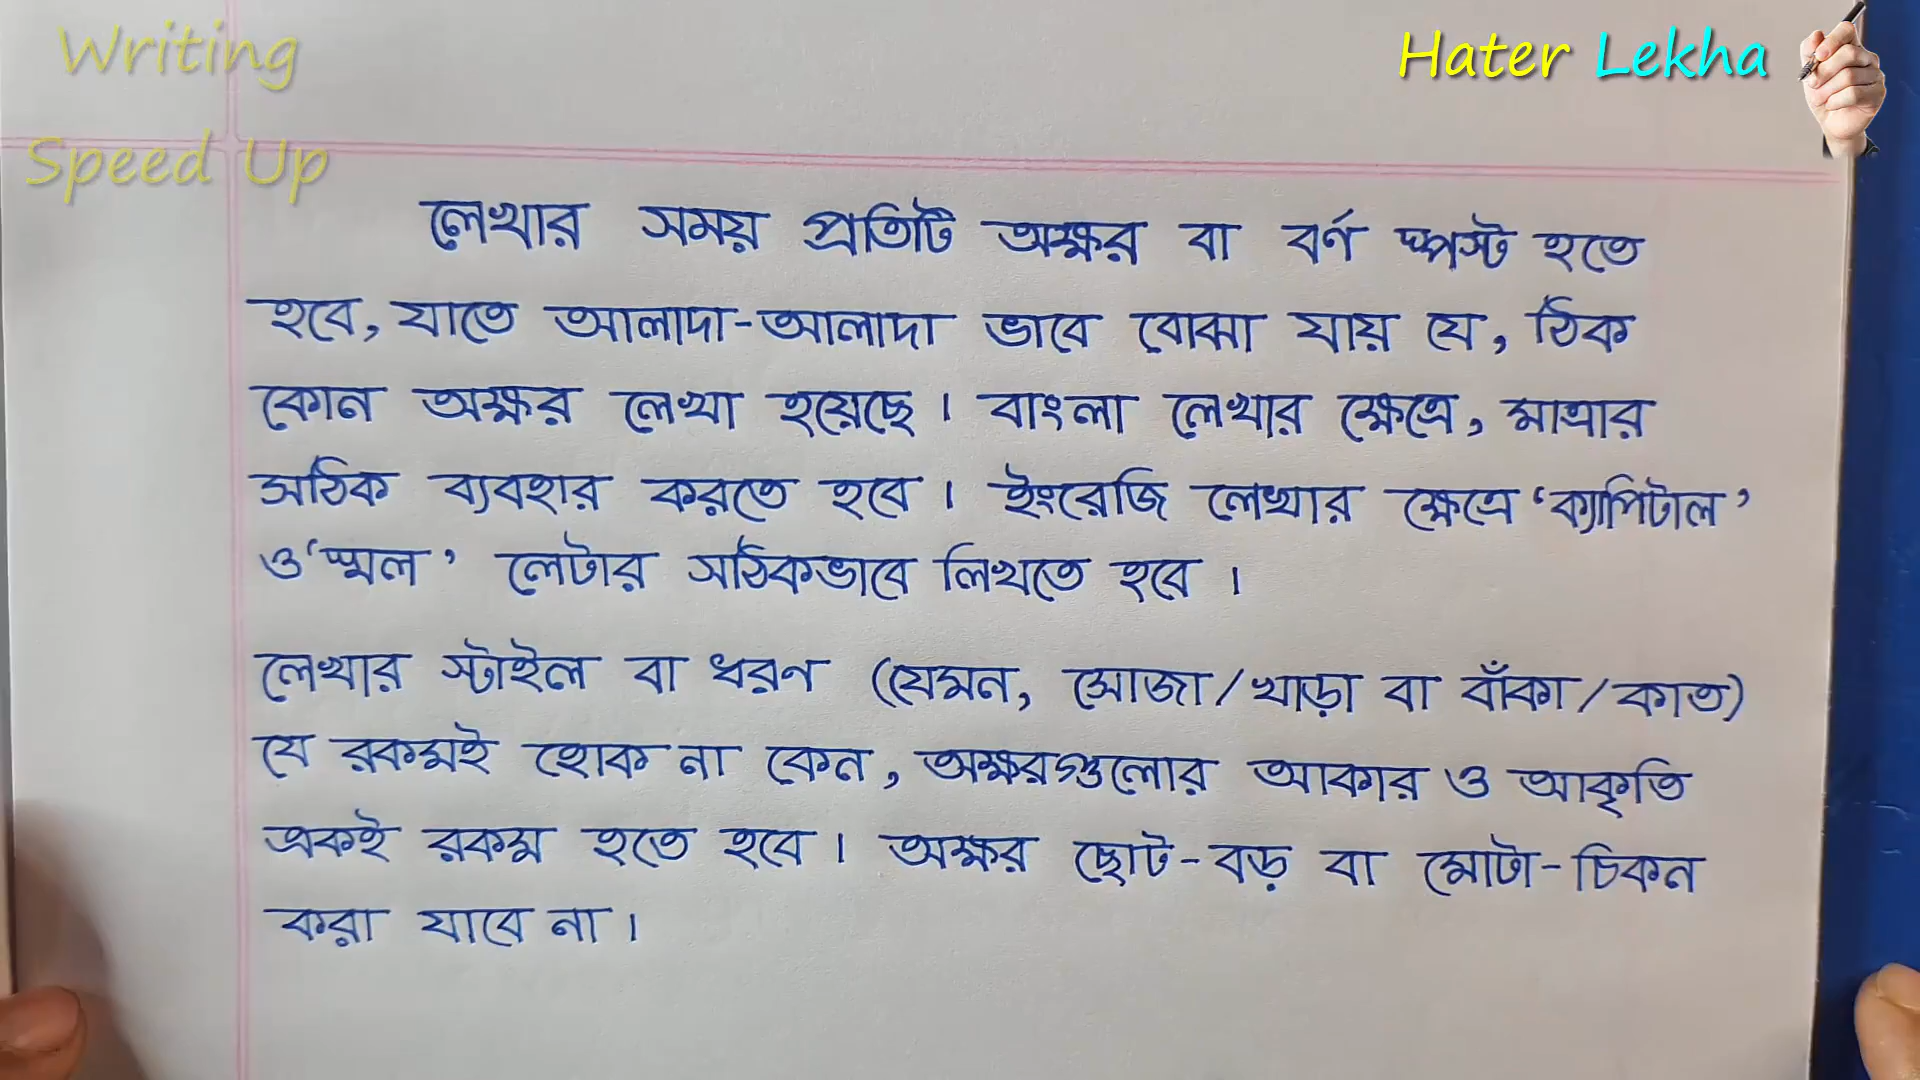 Writing
Speed Up
Hater Lekha
লেখার সময় প্রতিটি অক্ষর বা বর্ণ স্পস্ট হতে
হবে, যাতে আলাদা-আলাদা ভাবে বোঝা যায় যে, ঠিক
কোন অক্ষর লেখা হয়েছে। বাংলা লেখার ক্ষেত্রে, মাত্রার
সঠিক ব্যবহার করতে হবে। ইংরেজি লেখার ক্ষেত্রে ‘ক্যাপিটাল’
ও ‘স্মল’ লেটার সঠিকভাবে লিখতে হবে।
লেখার স্টাইল বা ধরণ (যেমন, সোজা/খাড়া বা বাঁকা/কাত)
যে রকমই হোক না কেন, অক্ষরগুলোর আকার ও আকৃতি
একই রকম হতে হবে। অক্ষর ছোট-বড় বা মোটা-চিকন
করা যাবে না।